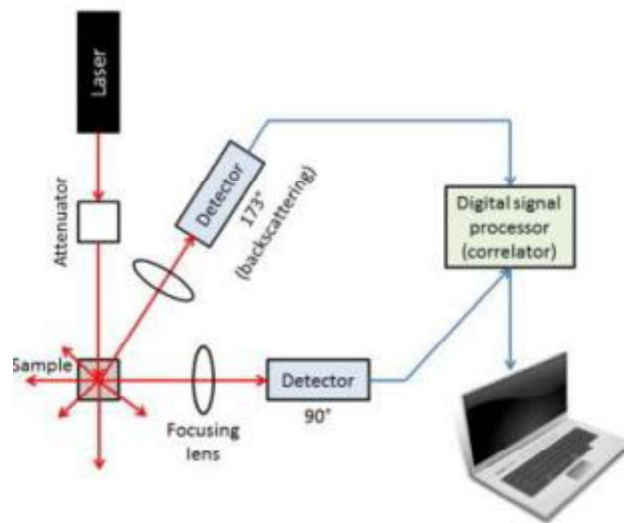 Laser
Attenuator
Detector
173°
(backscattering)
Digital signal
processor
(correlator)
Sample
Detector
90°
Focusing
lens